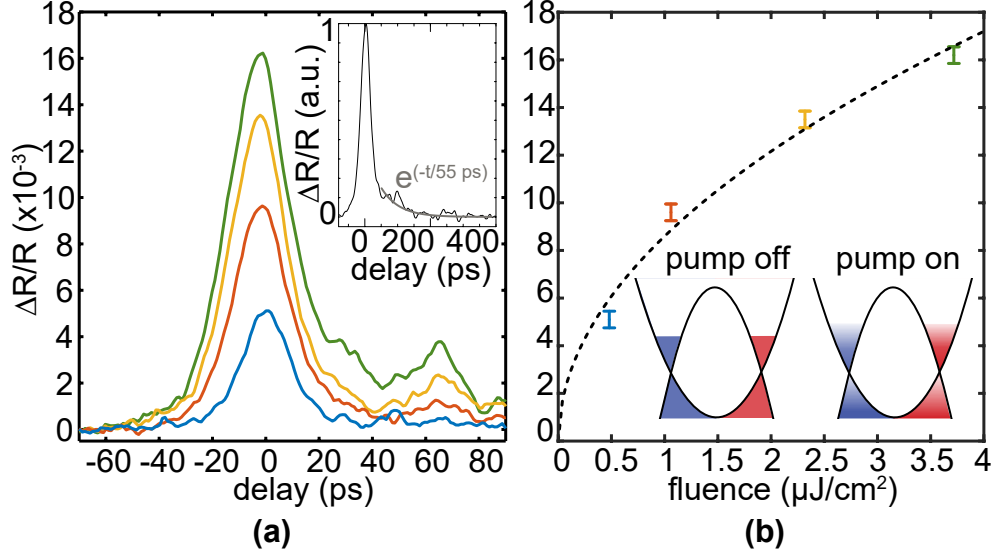 18
16
14
12
10
8
6
4
2
0
ΔR/R (x10⁻³)
-60 -40 -20 0 20 40 60 80
delay (ps)
(a)
1
0
ΔR/R (a.u.)
e(-t/55 ps)
0 200 400
delay (ps)
18
16
14
12
10
8
6
4
2
0
pump off pump on
0 0.5 1 1.5 2 2.5 3 3.5 4
fluence (µJ/cm²)
(b)